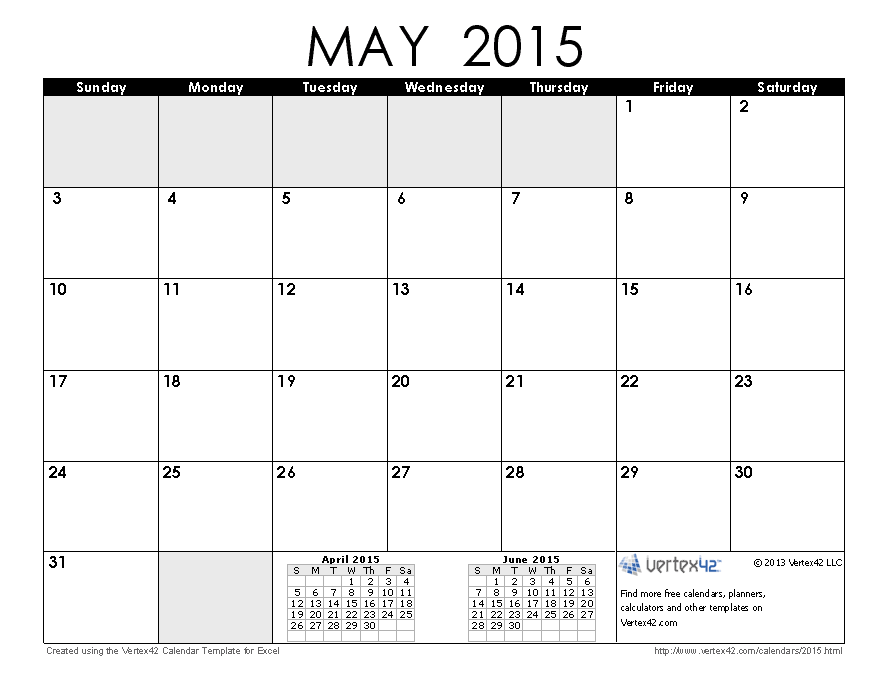 MAY 2015
Sunday Monday Tuesday Wednesday Thursday Friday Saturday
1 2
3 4 5 6 7 8 9
10 11 12 13 14 15 16
17 18 19 20 21 22 23
24 25 26 27 28 29 30
31
April 2015
S M T W Th F Sa
1 2 3 4
5 6 7 8 9 10 11
12 13 14 15 16 17 18
19 20 21 22 23 24 25
26 27 28 29 30
June 2015
S M T W Th F Sa
1 2 3 4 5 6
7 8 9 10 11 12 13
14 15 16 17 18 19 20
21 22 23 24 25 26 27
28 29 30
vertex42™ © 2013 Vertex42 LLC
Find more free calendars, planners,
calculators and other templates on
Vertex42.com
Created using the Vertex42 Calendar Template for Excel http://www.vertex42.com/calendars/2015.html